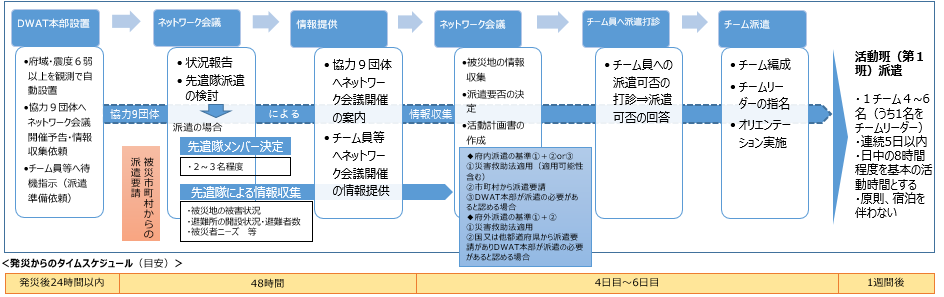 DWAT本部設置
・府域・震度６弱
以上を観測で自
動設置
・協力９団体へ
ネットワーク会議
開催予告・情報
収集依頼
・チーム員等へ待
機指示（派遣
準備依頼）
ネットワーク会議
・状況報告
・先遣隊派遣
の検討
派遣の場合
先遣隊メンバー決定
・２～３名程度
先遣隊による情報収集
・被災地の被害状況
・避難所の開設状況・避難者数
・被災者ニーズ　等
被災市町村からの
派遣要請
協力9団体
による
情報収集
情報提供
・協力９団体
へネットワー
ク会議開催
の案内
・チーム員等
へネットワー
ク会議開催
の情報提供
ネットワーク会議
・被災地の情報
収集
・派遣要否の決
定
・活動計画書の
作成
◆府内派遣の基準①＋②or③
①災害救助法適用（適用可能性
含む）
②市町村から派遣要請
③DWAT本部が派遣の必要が
あると認める場合
◆府外派遣の基準①＋②
①災害救助法適用
②国又は他都道府県から派遣要
請がありDWAT本部が派遣の必要
があると認める場合
チーム員へ派遣打診
・チーム員への
派遣可否の
打診⇒派遣
可否の回答
チーム派遣
・チーム編成
・チームリー
ダーの指名
・オリエンテー
ション実施
活動班（第１
班）派遣
・１チーム４～６
名（うち1名を
チームリーダー）
・連続5日以内
・日中の8時間
程度を基本の活
動時間とする
・原則、宿泊を
伴わない
＜発災からのタイムスケジュール（目安）＞
発災後24時間以内
48時間
4日目～6日目
1週間後